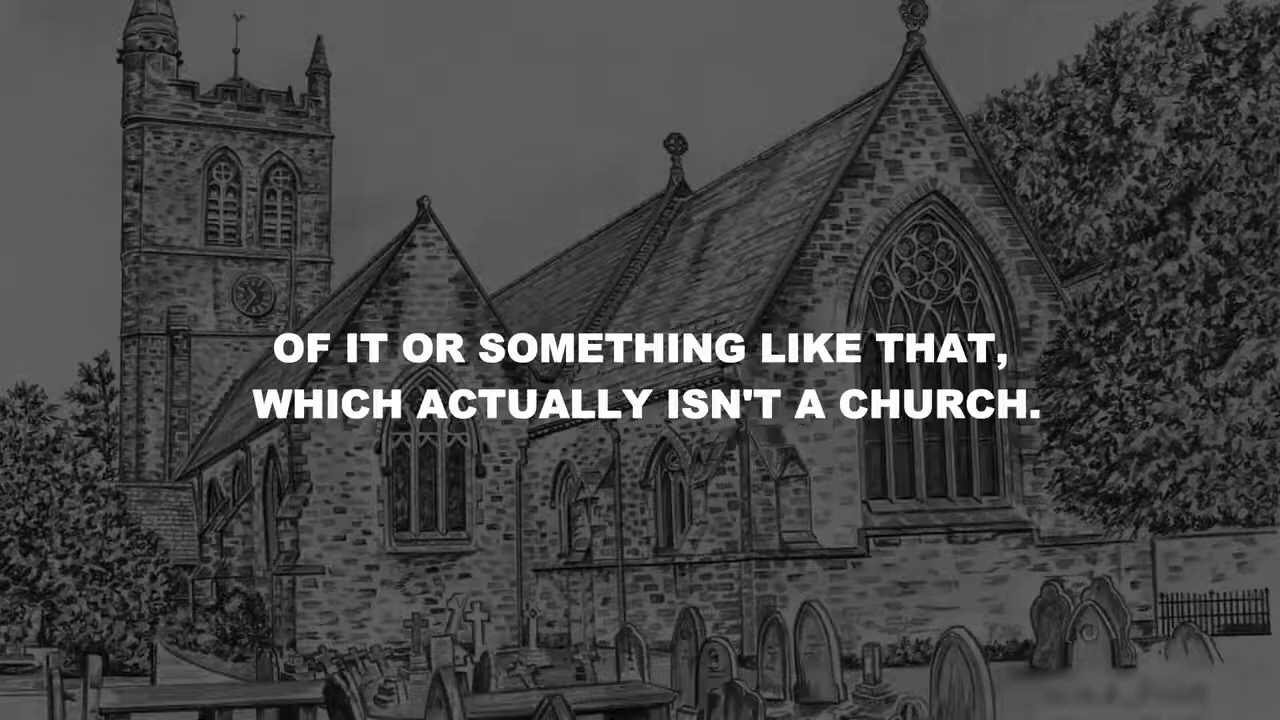 OF IT OR SOMETHING LIKE THAT,
WHICH ACTUALLY ISN'T A CHURCH.